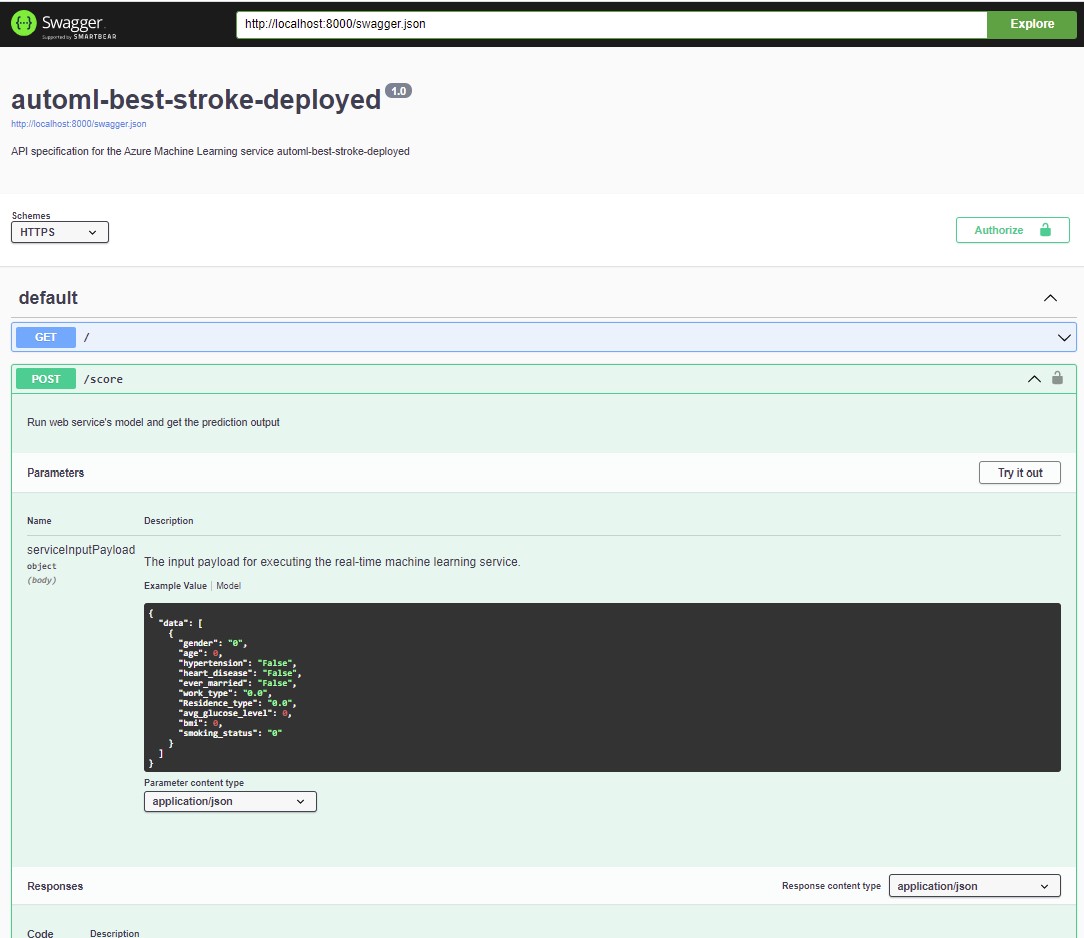 Swagger
Supported by SMARTBEAR
http://localhost:8000/swagger.json
Explore
automl-best-stroke-deployed 1.0
http://localhost:8000/swagger.json
API specification for the Azure Machine Learning service automl-best-stroke-deployed
Schemes
HTTPS
Authorize
default
GET /
POST /score
Run web service's model and get the prediction output
Parameters
Try it out
Name Description
serviceInputPayload
object
(body)
The input payload for executing the real-time machine learning service.
Example Value | Model
{
  "data": [
    {
      "gender": "0",
      "age": 0,
      "hypertension": "False",
      "heart_disease": "False",
      "ever_married": "False",
      "work_type": "0.0",
      "Residence_type": "0.0",
      "avg_glucose_level": 0,
      "bmi": 0,
      "smoking_status": "0"
    }
  ]
}
Parameter content type
application/json
Responses
Response content type application/json
Code Description